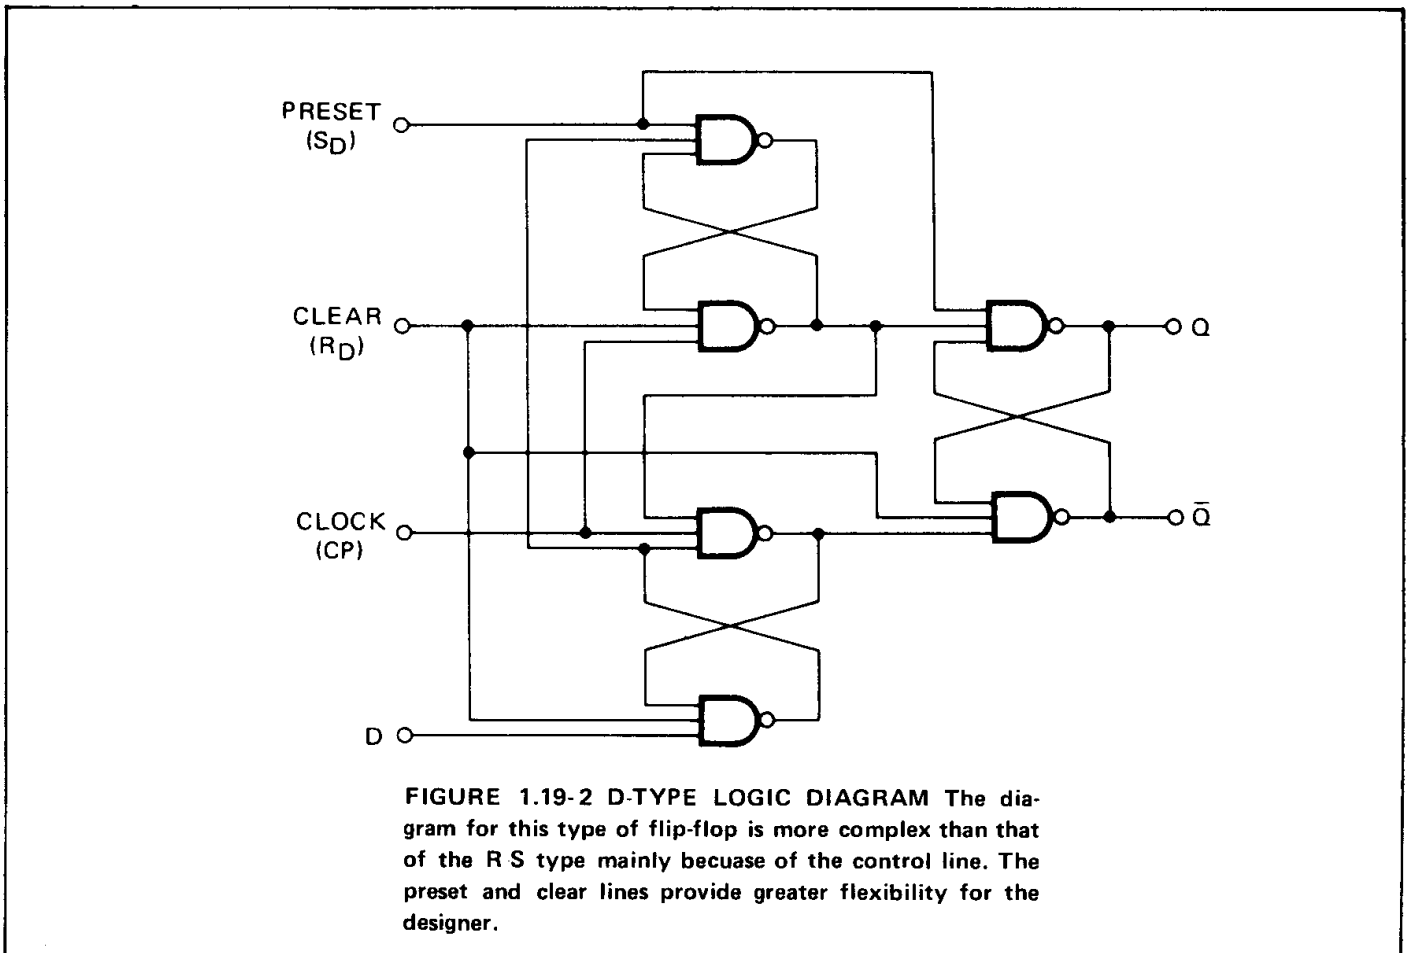 PRESET
(SD)
CLEAR
(RD)
Q
CLOCK
(CP)
Q̅
D
FIGURE 1.19-2 D-TYPE LOGIC DIAGRAM The dia-
gram for this type of flip-flop is more complex than that
of the R S type mainly becuase of the control line. The
preset and clear lines provide greater flexibility for the
designer.